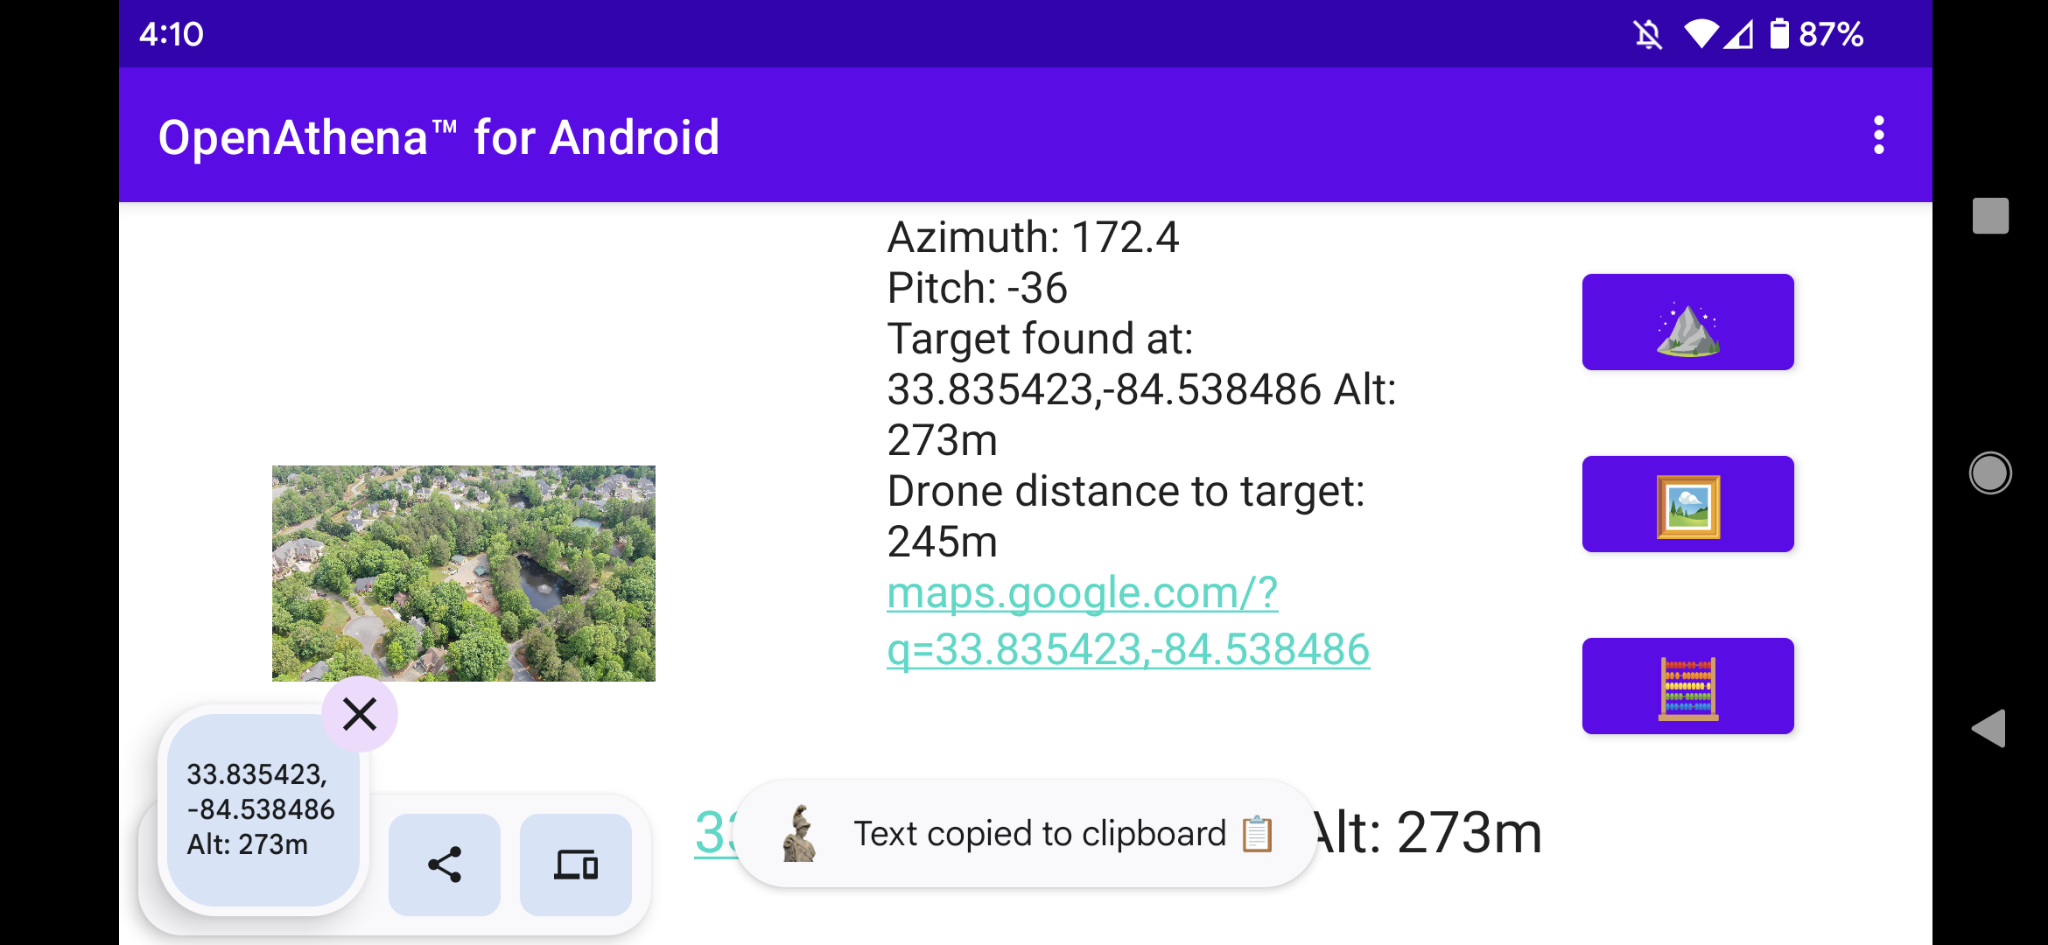 4:10
87%
OpenAthena™ for Android
Azimuth: 172.4
Pitch: -36
Target found at:
33.835423,-84.538486 Alt:
273m
Drone distance to target:
245m
maps.google.com/?
q=33.835423,-84.538486
33.835423,
-84.538486
Alt: 273m
33
Text copied to clipboard
Alt: 273m